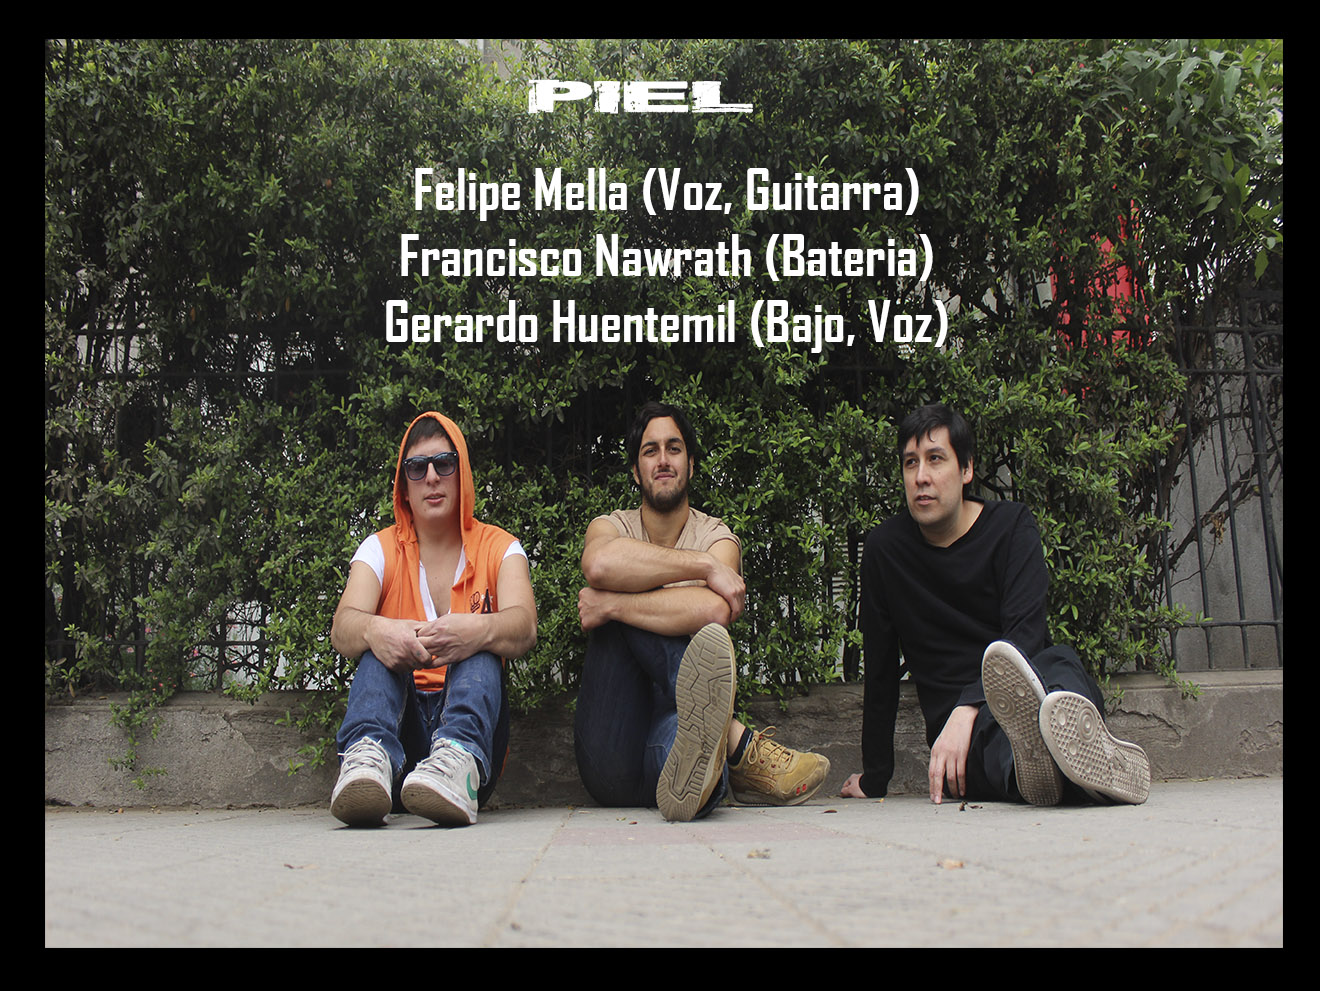 PIEL
Felipe Mella (Voz, Guitarra)
Francisco Nawrath (Bateria)
Gerardo Huentemil (Bajo, Voz)